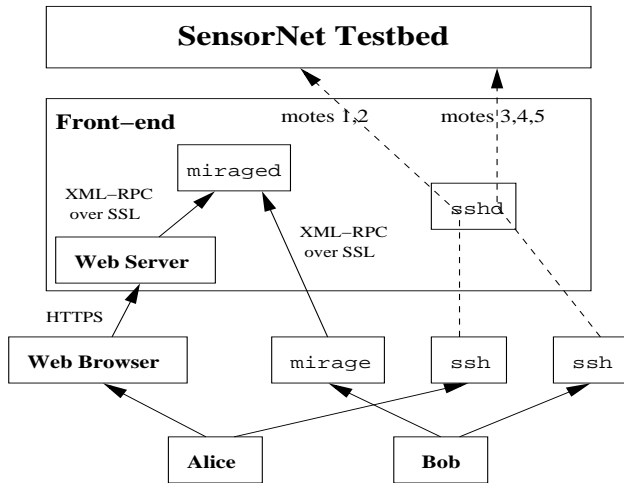 SensorNet Testbed
Front−end
motes 1,2
motes 3,4,5
miraged
XML−RPC
over SSL
sshd
XML−RPC
over SSL
Web Server
HTTPS
Web Browser
mirage
ssh
ssh
Alice
Bob